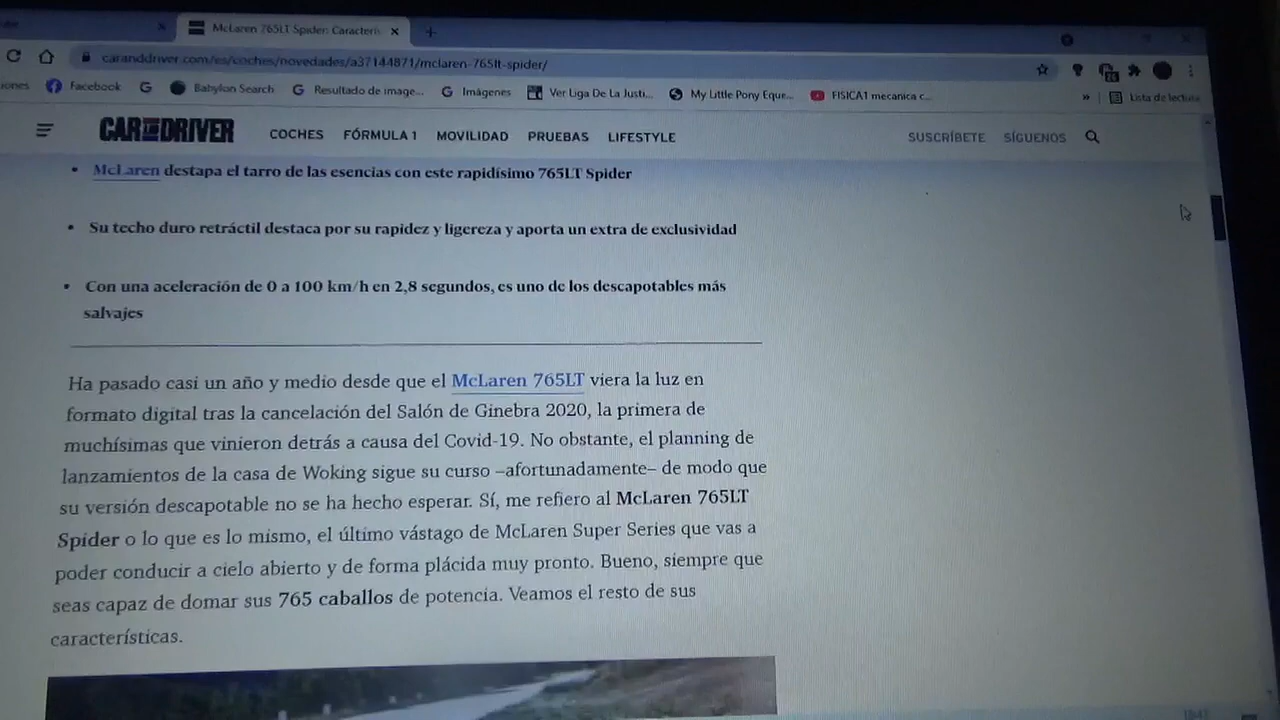 McLaren 765LT Spider: Caracterís
caranddriver.com/es/coches/novedades/a37144871/mclaren-765lt-spider/
iones
Facebook
Babylon Search
Resultado de image...
Imágenes
Ver Liga De La Justi...
My Little Pony Eque...
FISICA1 mecanica c...
»
Lista de lectura
CAR AND DRIVER
COCHES FÓRMULA 1 MOVILIDAD PRUEBAS LIFESTYLE
SUSCRÍBETE SÍGUENOS
• McLaren destapa el tarro de las esencias con este rapidísimo 765LT Spider
• Su techo duro retráctil destaca por su rapidez y ligereza y aporta un extra de exclusividad
• Con una aceleración de 0 a 100 km/h en 2,8 segundos, es uno de los descapotables más
salvajes
Ha pasado casi un año y medio desde que el McLaren 765LT viera la luz en
formato digital tras la cancelación del Salón de Ginebra 2020, la primera de
muchísimas que vinieron detrás a causa del Covid-19. No obstante, el planning de
lanzamientos de la casa de Woking sigue su curso –afortunadamente– de modo que
su versión descapotable no se ha hecho esperar. Sí, me refiero al McLaren 765LT
Spider o lo que es lo mismo, el último vástago de McLaren Super Series que vas a
poder conducir a cielo abierto y de forma plácida muy pronto. Bueno, siempre que
seas capaz de domar sus 765 caballos de potencia. Veamos el resto de sus
características.